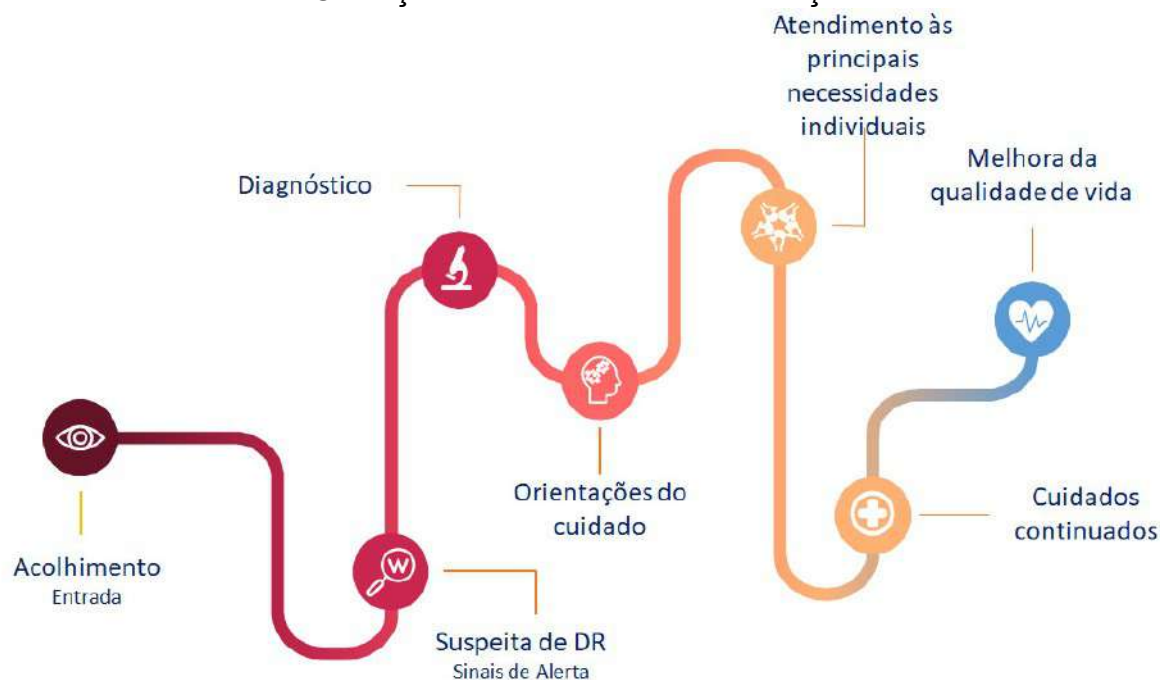 Acolhimento
Entrada
Suspeita de DR
Sinais de Alerta
W
Diagnóstico
Orientações do
cuidado
Atendimento às
principais
necessidades
individuais
Cuidados
continuados
Melhora da
qualidade de vida